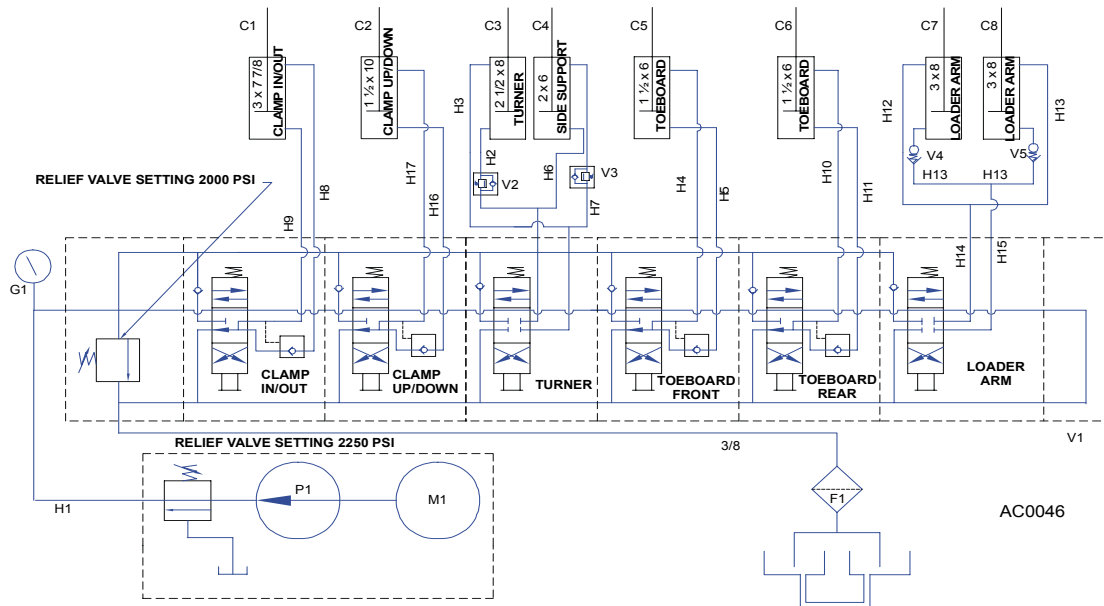 C1
C2
C3
C4
C5
C6
C7
C8
3 x 7/8
CLAMP IN/OUT
1 ½ x 10
CLAMP UP/DOWN
2 1/2 x 8
TURNER
2 x 6
SIDE SUPPORT
1 ½ x 6
TOEBOARD
1 ½ x 6
TOEBOARD
3 x 8
LOADER ARM
3 x 8
LOADER ARM
H3
H12
H13
H2
H6
V4
V5
H13
H13
RELIEF VALVE SETTING 2000 PSI
H9
H8
H17
H16
V2
V3
H7
H4
H5
H10
H11
H14
H15
G1
CLAMP
IN/OUT
CLAMP
UP/DOWN
TURNER
TOEBOARD
FRONT
TOEBOARD
REAR
LOADER
ARM
RELIEF VALVE SETTING 2250 PSI
3/8
V1
H1
P1
M1
F1
AC0046